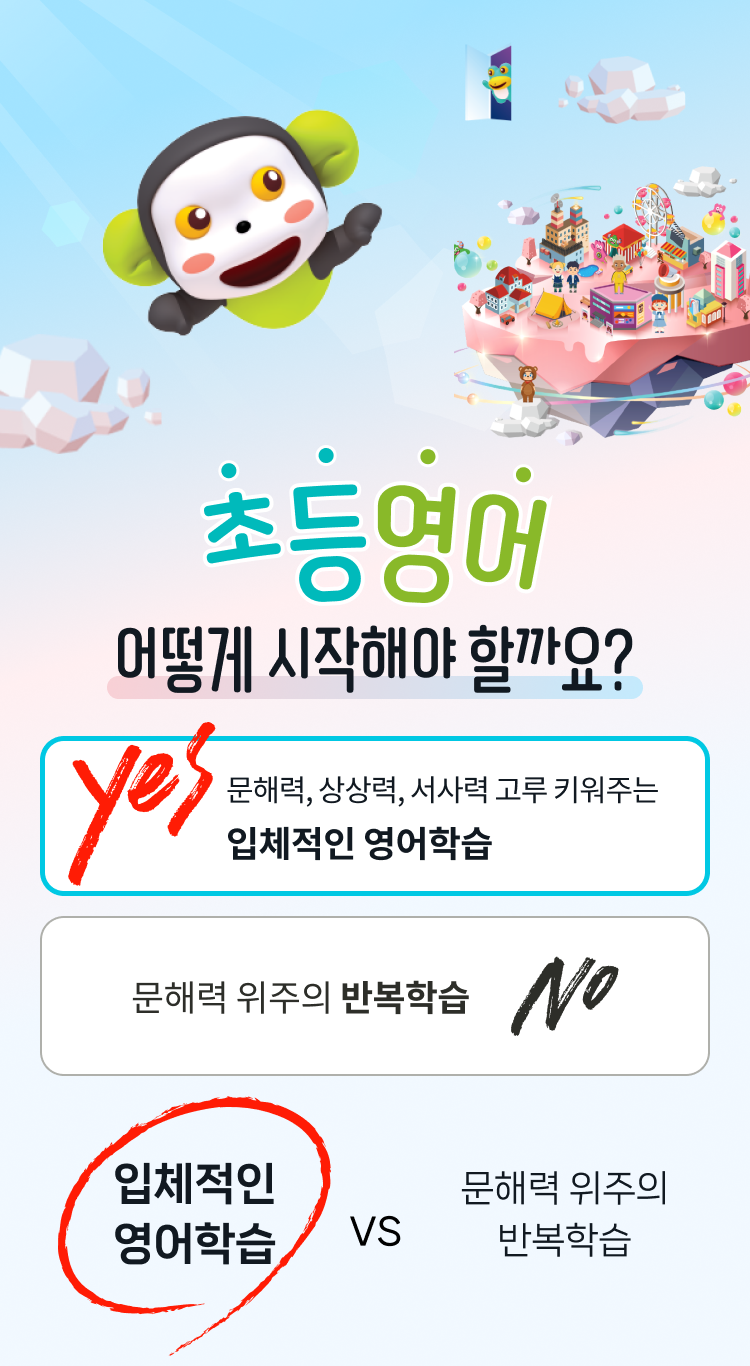 초등영어
어떻게 시작해야 할까요?
yes
문해력, 상상력, 서사력 고루 키워주는
입체적인 영어학습
문해력 위주의 반복학습 No
입체적인
영어학습
VS
문해력 위주의
반복학습